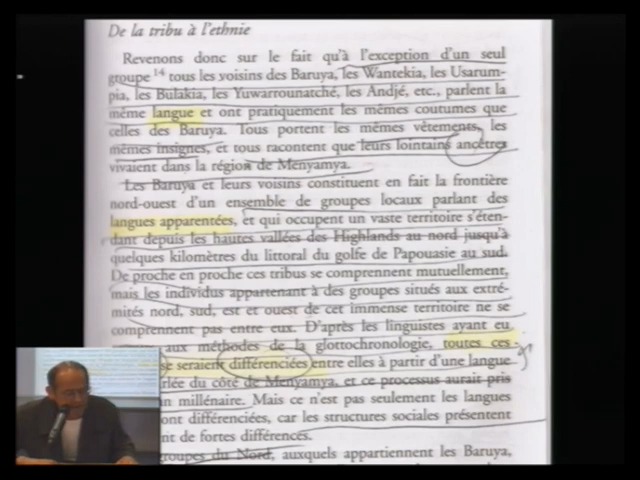 De la tribu à l'ethnie
Revenons donc sur le fait qu'à l'exception d'un seul
groupe 14 tous les voisins des Baruya, les Wantekia, les Usarum-
pia, les Bulakia, les Yuwarrounatché, les Andjé, etc., parlent la
même langue et ont pratiquement les mêmes coutumes que
celles des Baruya. Tous portent les mêmes vêtements, les
mêmes insignes, et tous racontent que leurs lointains ancêtres
vivaient dans la région de Menyamya.
Les Baruya et leurs voisins constituent en fait la frontière
nord-ouest d'un ensemble de groupes locaux parlant des
langues apparentées, et qui occupent un vaste territoire s'éten-
dant depuis les hautes vallées des Highlands au nord jusqu'à
quelques kilomètres du littoral du golfe de Papouasie au sud.
De proche en proche ces tribus se comprennent mutuellement,
mais les individus appartenant à des groupes situés aux extré-
mités nord, sud, est et ouest de cet immense territoire ne se
comprennent pas entre eux. D'après les linguistes ayant eu
aux méthodes de la glottochronologie, toutes ces
se seraient différenciées entre elles à partir d'une langue
lée du côté de Menyamya, et ce processus aurait pris
n millénaire. Mais ce n'est pas seulement les langues
ont différenciées, car les structures sociales présentent
nt de fortes différences.
roupes du Nord, auxquels appartiennent les Baruya,